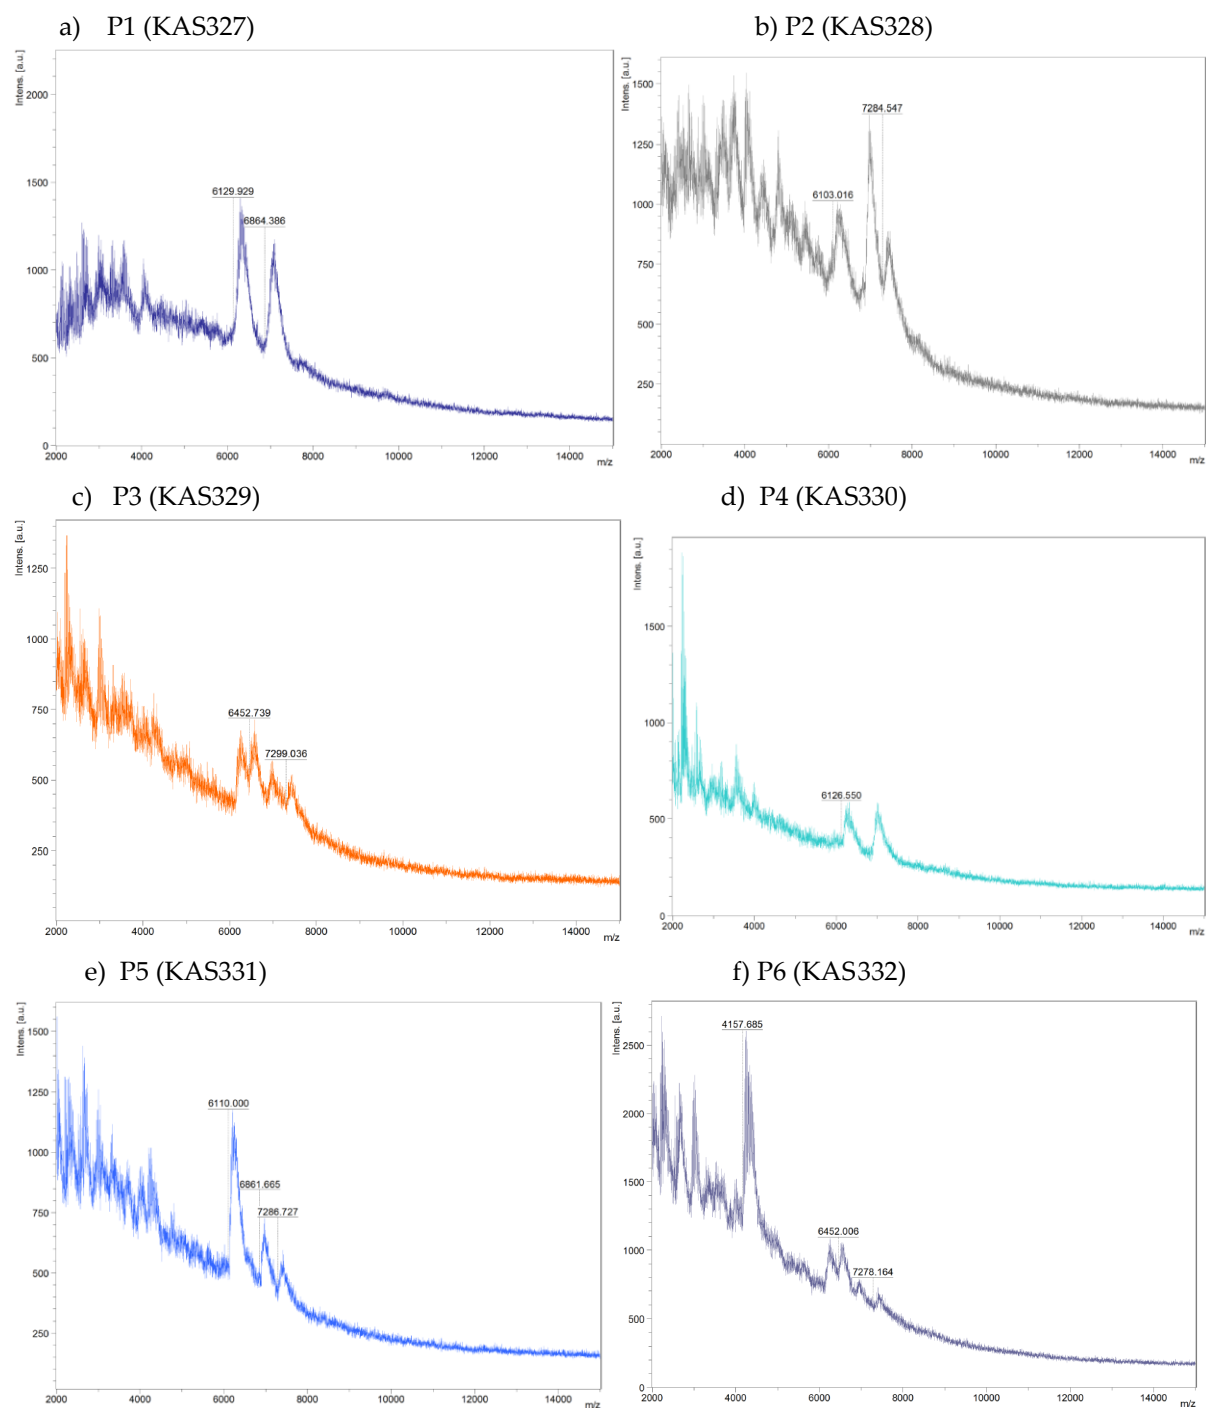 a) P1 (KAS327)
b) P2 (KAS328)
Intens. [a.u.]
2000
1500
1000
500
0
6129.929
6864.386
2000 4000 6000 8000 10000 12000 14000
m/z
Intens. [a.u.]
1500
1250
1000
750
500
250
7284.547
6103.016
2000 4000 6000 8000 10000 12000 14000
m/z
c) P3 (KAS329)
d) P4 (KAS330)
Intens. [a.u.]
1250
1000
750
500
250
6452.739
7299.036
2000 4000 6000 8000 10000 12000 14000
m/z
Intens. [a.u.]
1500
1000
500
0
6126.550
2000 4000 6000 8000 10000 12000 14000
m/z
e) P5 (KAS331)
f) P6 (KAS332)
Intens. [a.u.]
1500
1250
1000
750
500
250
6110.000
6861.665
7286.727
2000 4000 6000 8000 10000 12000 14000
m/z
Intens. [a.u.]
2500
2000
1500
1000
500
0
4157.685
6452.006
7278.164
2000 4000 6000 8000 10000 12000 14000
m/z